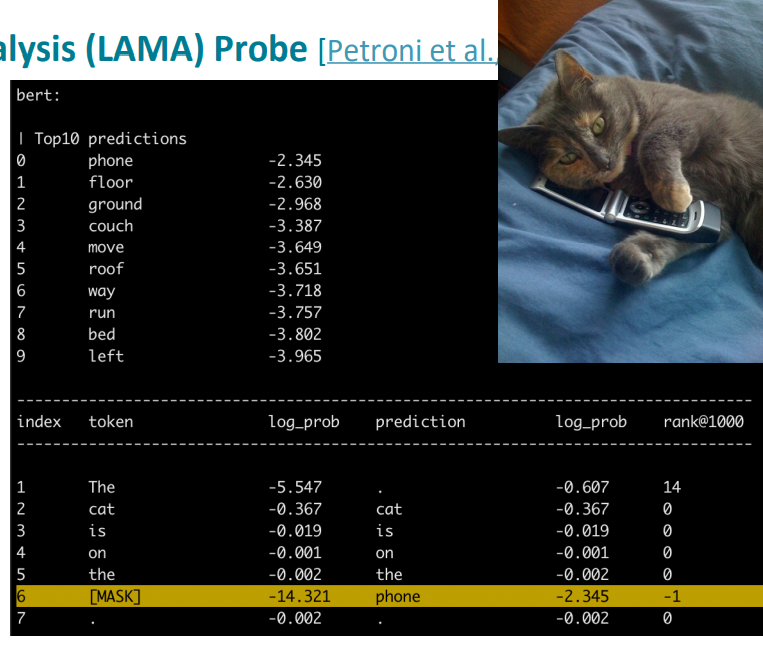 alysis (LAMA) Probe [Petroni et al.,
bert:
| Top10 predictions
0 phone -2.345
1 floor -2.630
2 ground -2.968
3 couch -3.387
4 move -3.649
5 roof -3.651
6 way -3.718
7 run -3.757
8 bed -3.802
9 left -3.965
--------------------------------------------------------------------------------
index token log_prob prediction log_prob rank@1000
--------------------------------------------------------------------------------
1 The -5.547 . -0.607 14
2 cat -0.367 cat -0.367 0
3 is -0.019 is -0.019 0
4 on -0.001 on -0.001 0
5 the -0.002 the -0.002 0
6 [MASK] -14.321 phone -2.345 -1
7 . -0.002 . -0.002 0